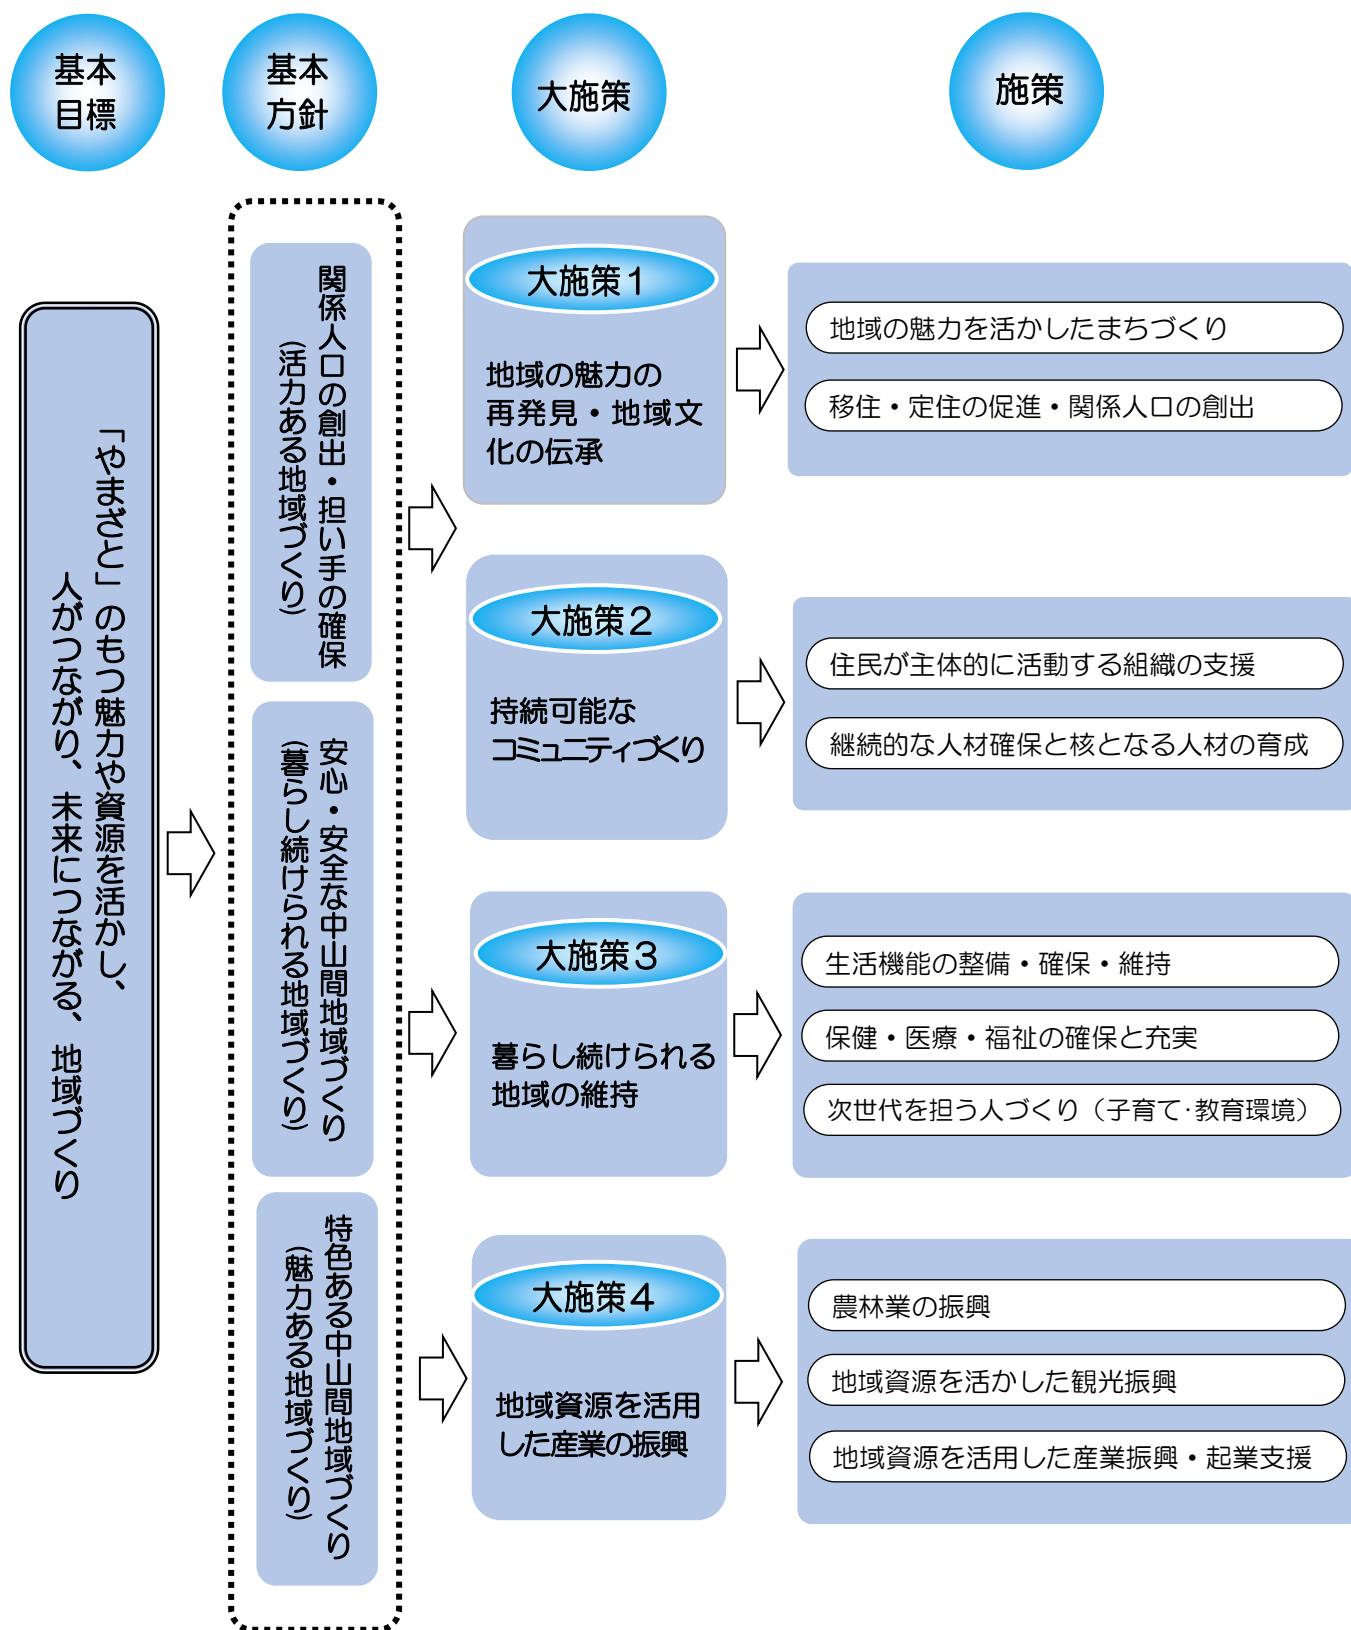 基本
目標
基本
方針
大施策
施策
「やまざと」のもつ魅力や資源を活かし、
人がつながり、未来につながる、地域づくり
関係人口の創出・担い手の確保
(活力ある地域づくり)
安心・安全な中山間地域づくり
(暮らし続けられる地域づくり)
特色ある中山間地域づくり
(魅力ある地域づくり)
大施策1
地域の魅力の
再発見・地域文
化の伝承
地域の魅力を活かしたまちづくり
移住・定住の促進・関係人口の創出
大施策2
持続可能な
コミュニティづくり
住民が主体的に活動する組織の支援
継続的な人材確保と核となる人材の育成
大施策3
暮らし続けられる
地域の維持
生活機能の整備・確保・維持
保健・医療・福祉の確保と充実
次世代を担う人づくり(子育て・教育環境)
大施策4
地域資源を活用
した産業の振興
農林業の振興
地域資源を活かした観光振興
地域資源を活用した産業振興・起業支援